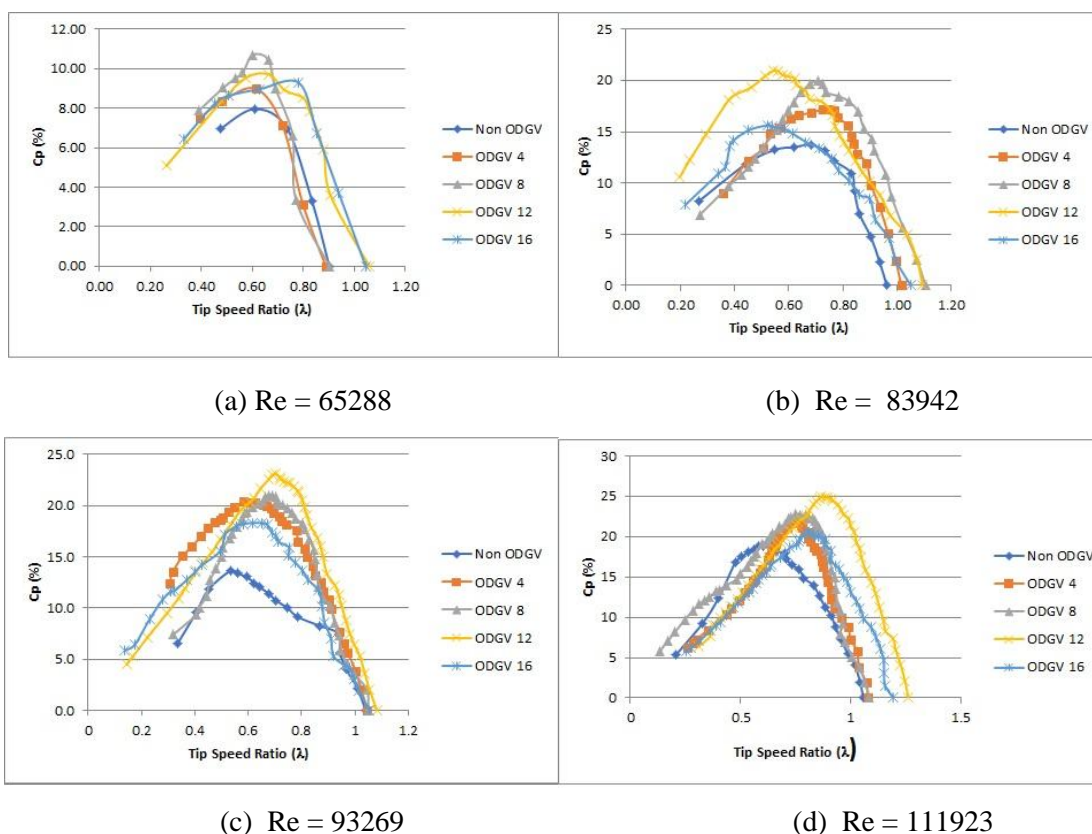 12.00
10.00
8.00
6.00
4.00
2.00
0.00
Cp (%)
0.00 0.20 0.40 0.60 0.80 1.00 1.20
Tip Speed Ratio (λ)
Non ODGV
ODGV 4
ODGV 8
ODGV 12
ODGV 16
(a) Re = 65288
25
20
15
10
5
0
Cp (%)
0.00 0.20 0.40 0.60 0.80 1.00 1.20
Tip Speed Ratio (λ)
Non ODGV
ODGV 4
ODGV 8
ODGV 12
ODGV 16
(b) Re = 83942
25.0
20.0
15.0
10.0
5.0
0.0
Cp (%)
0 0.2 0.4 0.6 0.8 1 1.2
Tip Speed Ratio (λ)
Non ODGV
ODGV 4
ODGV 8
ODGV 12
ODGV 16
(c) Re = 93269
30
25
20
15
10
5
0
Cp (%)
0 0.5 1 1.5
Tip Speed Ratio (λ)
Non ODGV
ODGV 4
ODGV 8
ODGV 12
ODGV 16
(d) Re = 111923